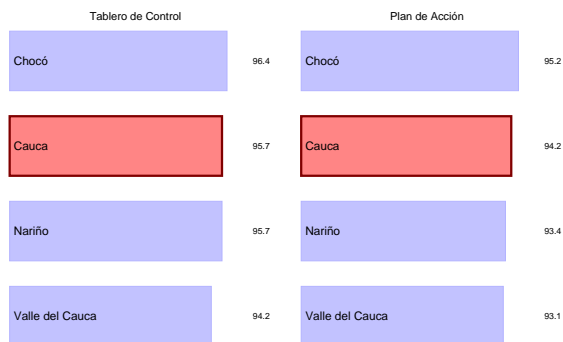 Tablero de Control Plan de Acción
Chocó 96.4 Chocó 95.2
Cauca 95.7 Cauca 94.2
Nariño 95.7 Nariño 93.4
Valle del Cauca 94.2 Valle del Cauca 93.1